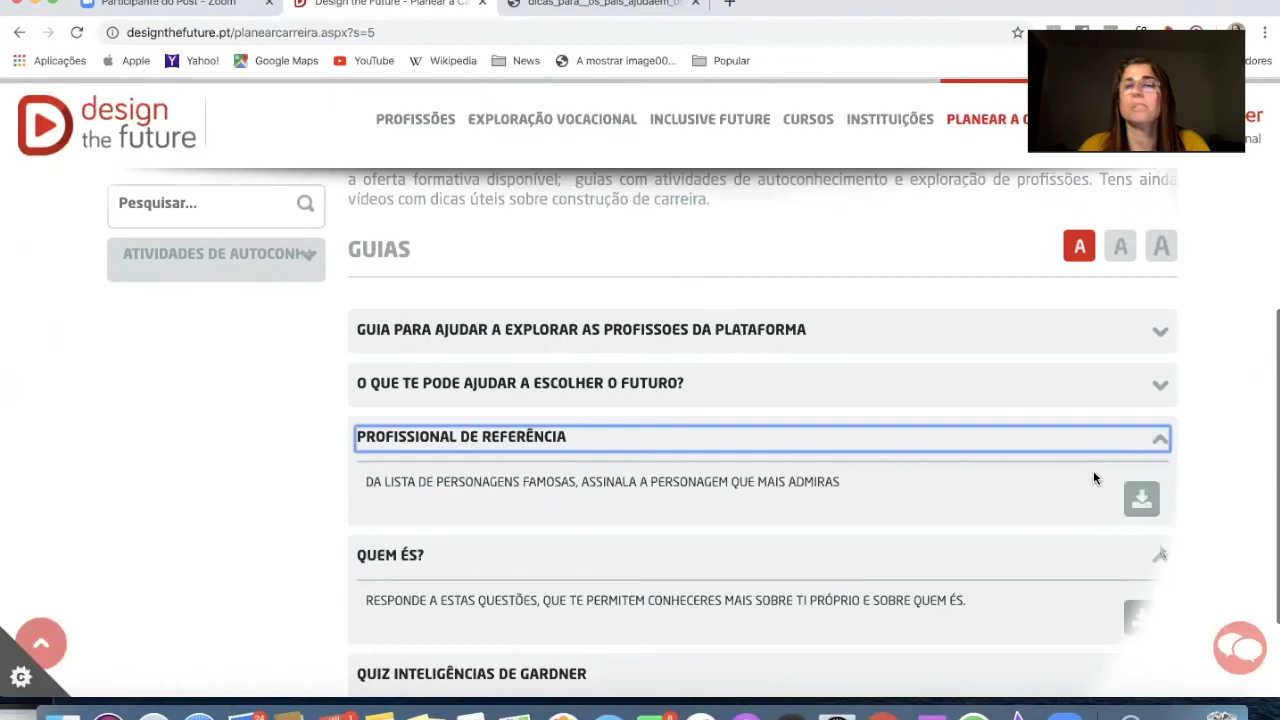 Participante do Post - Zoom
Design the Future - Planear a Ca
dicas_para_os_pais_ajudaem_os
designthefuture.pt/planearcarreira.aspx?s=5
Aplicações
Apple
Yahoo!
Google Maps
YouTube
Wikipedia
News
A mostrar image00...
Popular
design
the future
PROFISSÕES
EXPLORAÇÃO VOCACIONAL
INCLUSIVE FUTURE
CURSOS
INSTITUIÇÕES
PLANEAR A
a oferta formativa disponível; guias com atividades de autoconhecimento e exploração de profissões. Tens ainda
vídeos com dicas úteis sobre construção de carreira.
Pesquisar...
ATIVIDADES DE AUTOCONH
GUIAS
A A A
GUIA PARA AJUDAR A EXPLORAR AS PROFISSOES DA PLATAFORMA
O QUE TE PODE AJUDAR A ESCOLHER O FUTURO?
PROFISSIONAL DE REFERÊNCIA
DA LISTA DE PERSONAGENS FAMOSAS, ASSINALA A PERSONAGEM QUE MAIS ADMIRAS
QUEM ÉS?
RESPONDE A ESTAS QUESTÕES, QUE TE PERMITEM CONHECERES MAIS SOBRE TI PRÓPRIO E SOBRE QUEM ÉS.
QUIZ INTELIGÊNCIAS DE GARDNER